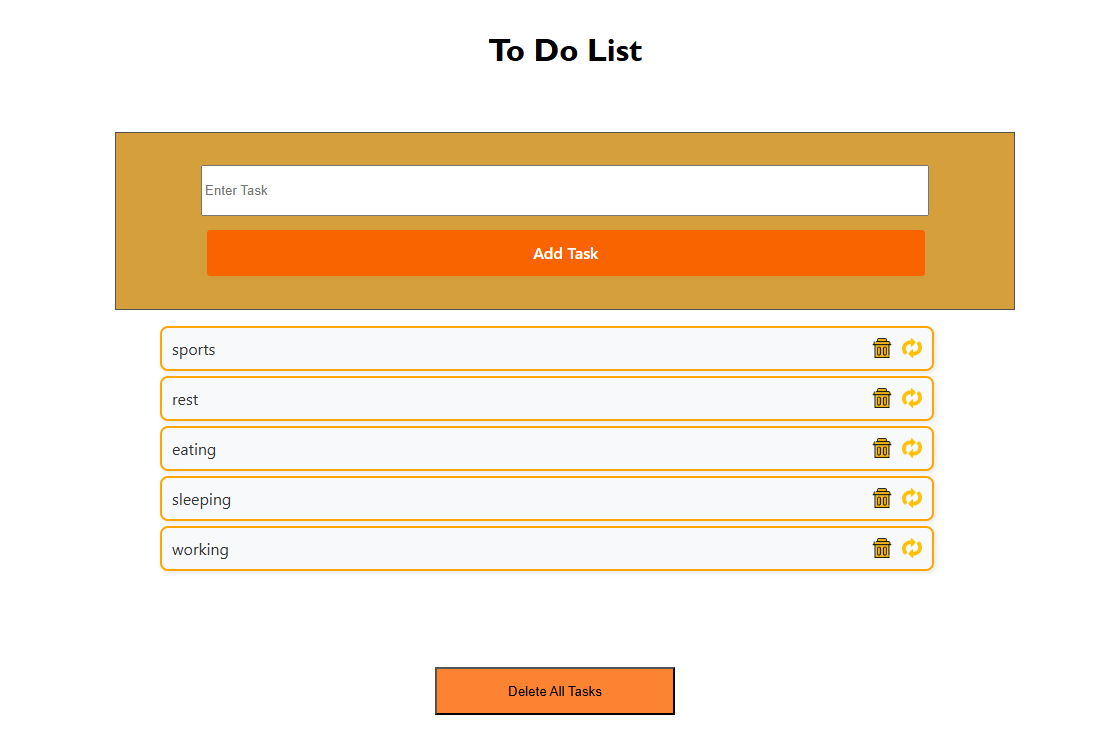 To Do List
Enter Task
Add Task
sports
rest
eating
sleeping
working
Delete All Tasks